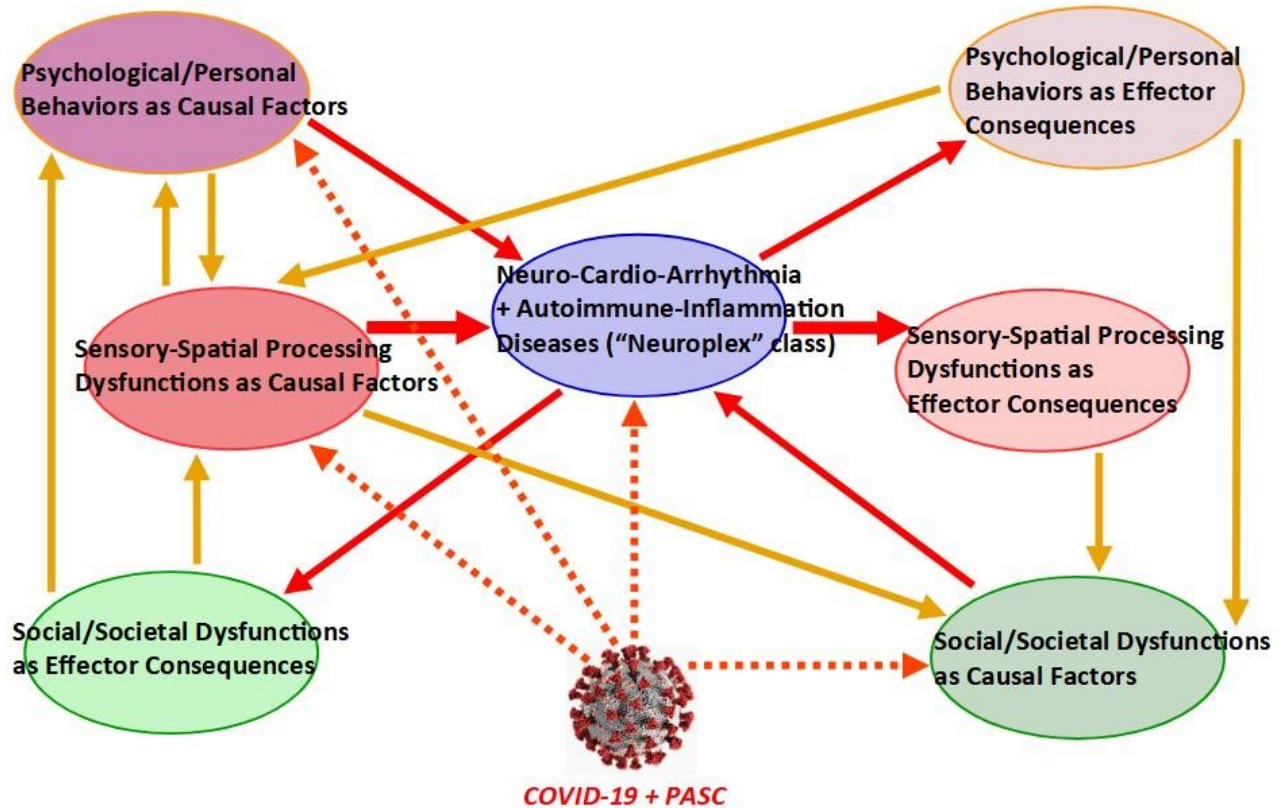 Psychological/Personal
Behaviors as Causal Factors
Psychological/Personal
Behaviors as Effector
Consequences
Neuro-Cardio-Arrhythmia
+ Autoimmune-Inflammation
Diseases (“Neuroplex” class)
Sensory-Spatial Processing
Dysfunctions as Causal Factors
Sensory-Spatial Processing
Dysfunctions as
Effector Consequences
Social/Societal Dysfunctions
as Effector Consequences
Social/Societal Dysfunctions
as Causal Factors
COVID-19 + PASC